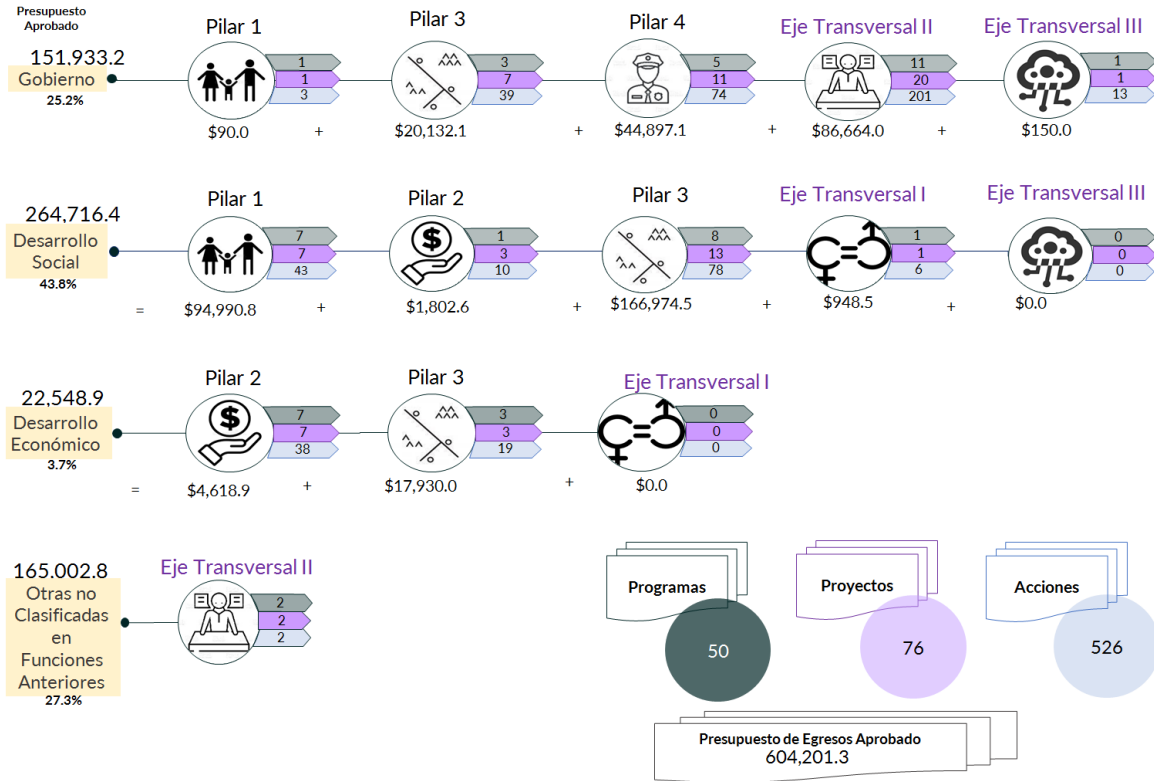 Presupuesto
Aprobado
151,933.2
Gobierno
25.2%
Pilar 1
1
1
3
$90.0
+
Pilar 3
3
7
39
$20,132.1
+
Pilar 4
5
11
74
$44,897.1
+
Eje Transversal II
11
20
201
$86,664.0
+
Eje Transversal III
1
1
13
$150.0
264,716.4
Desarrollo
Social
43.8%
=
Pilar 1
7
7
43
$94,990.8
+
Pilar 2
1
3
10
$1,802.6
+
Pilar 3
8
13
78
$166,974.5
+
Eje Transversal I
1
1
6
$948.5
+
Eje Transversal III
0
0
0
$0.0
22,548.9
Desarrollo
Económico
3.7%
=
Pilar 2
7
7
38
$4,618.9
+
Pilar 3
3
3
19
$17,930.0
+
Eje Transversal I
0
0
0
$0.0
165.002.8
Otras no
Clasificadas
en
Funciones
Anteriores
27.3%
Eje Transversal II
2
2
2
Programas
50
Proyectos
76
Acciones
526
Presupuesto de Egresos Aprobado
604,201.3